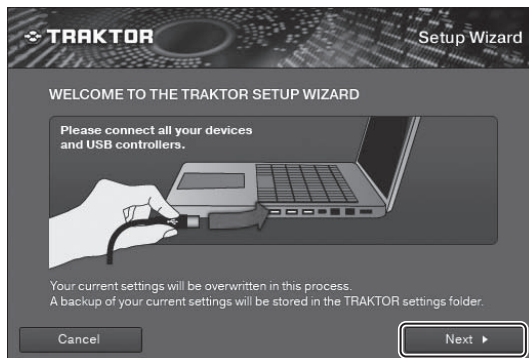 TRAKTOR
Setup Wizard
WELCOME TO THE TRAKTOR SETUP WIZARD
Please connect all your devices
and USB controllers.
Your current settings will be overwritten in this process.
A backup of your current settings will be stored in the TRAKTOR settings folder.
Cancel
Next